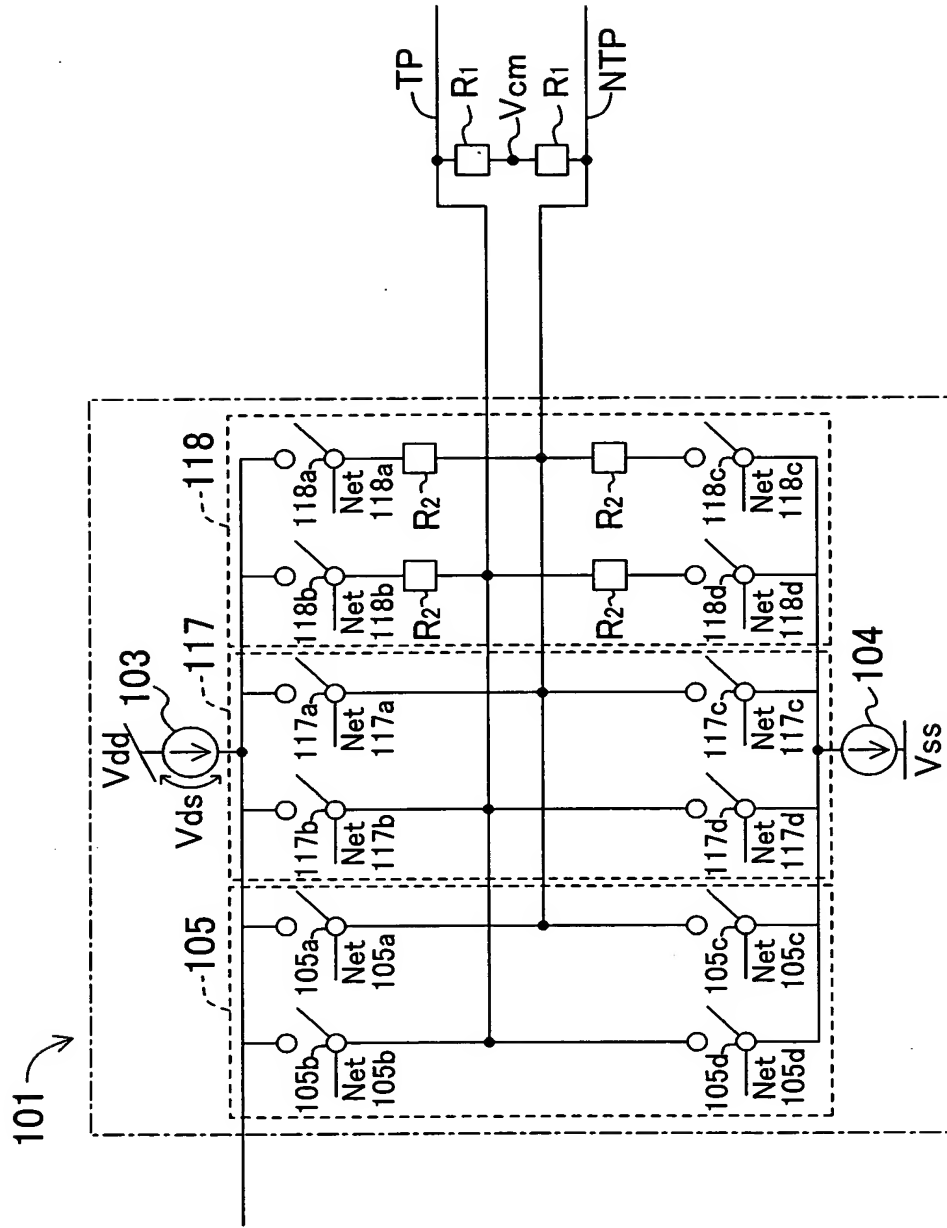 101
Vdd
103
Vds
105
117
118
105b
Net
105b
105a
Net
105a
117b
Net
117b
117a
Net
117a
118b
Net
118b
118a
Net
118a
R2
R2
TP
R1
Vcm
R1
NTP
R2
R2
105d
Net
105d
105c
Net
105c
117d
Net
117d
117c
Net
117c
118d
Net
118d
118c
Net
118c
104
Vss